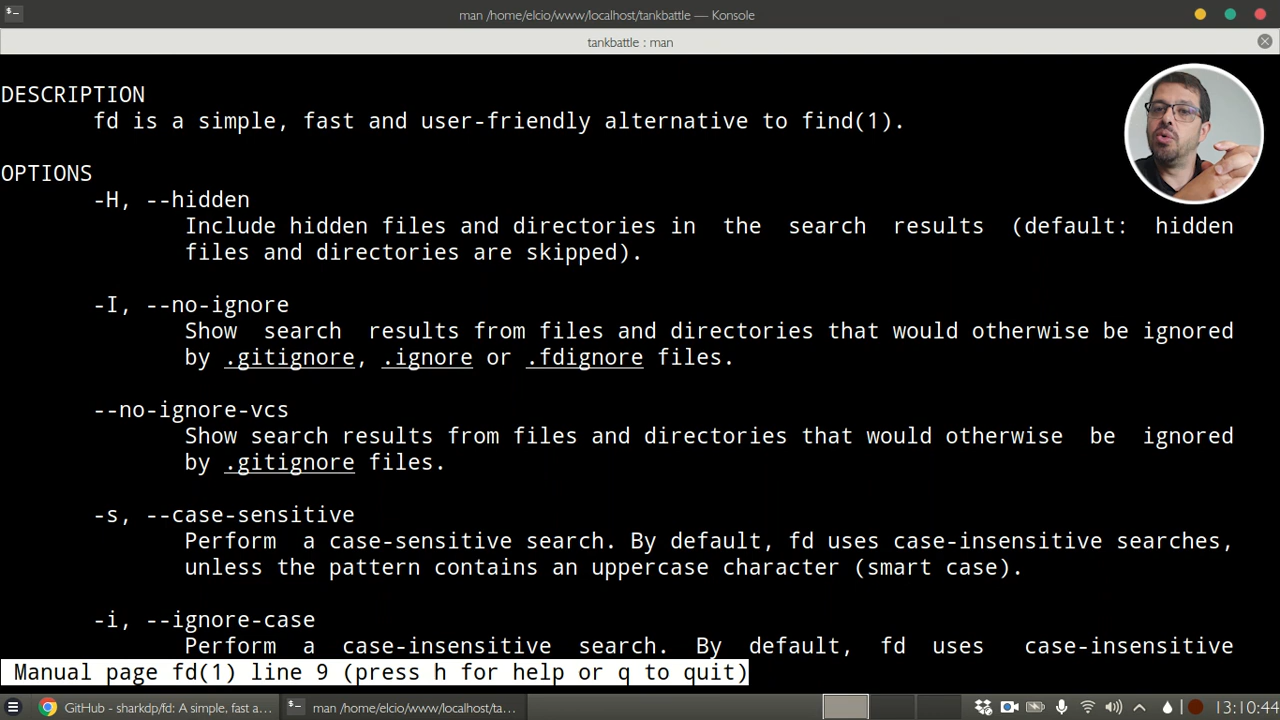 man /home/elcio/www/localhost/tankbattle — Konsole
tankbattle : man
DESCRIPTION
fd is a simple, fast and user-friendly alternative to find(1).
OPTIONS
-H, --hidden
Include hidden files and directories in the search results (default: hidden
files and directories are skipped).
-I, --no-ignore
Show search results from files and directories that would otherwise be ignored
by .gitignore, .ignore or .fdignore files.
--no-ignore-vcs
Show search results from files and directories that would otherwise be ignored
by .gitignore files.
-s, --case-sensitive
Perform a case-sensitive search. By default, fd uses case-insensitive searches,
unless the pattern contains an uppercase character (smart case).
-i, --ignore-case
Perform a case-insensitive search. By default, fd uses case-insensitive
Manual page fd(1) line 9 (press h for help or q to quit)
GitHub - sharkdp/fd: A simple, fast a...
man /home/elcio/www/localhost/ta...
13:10:44